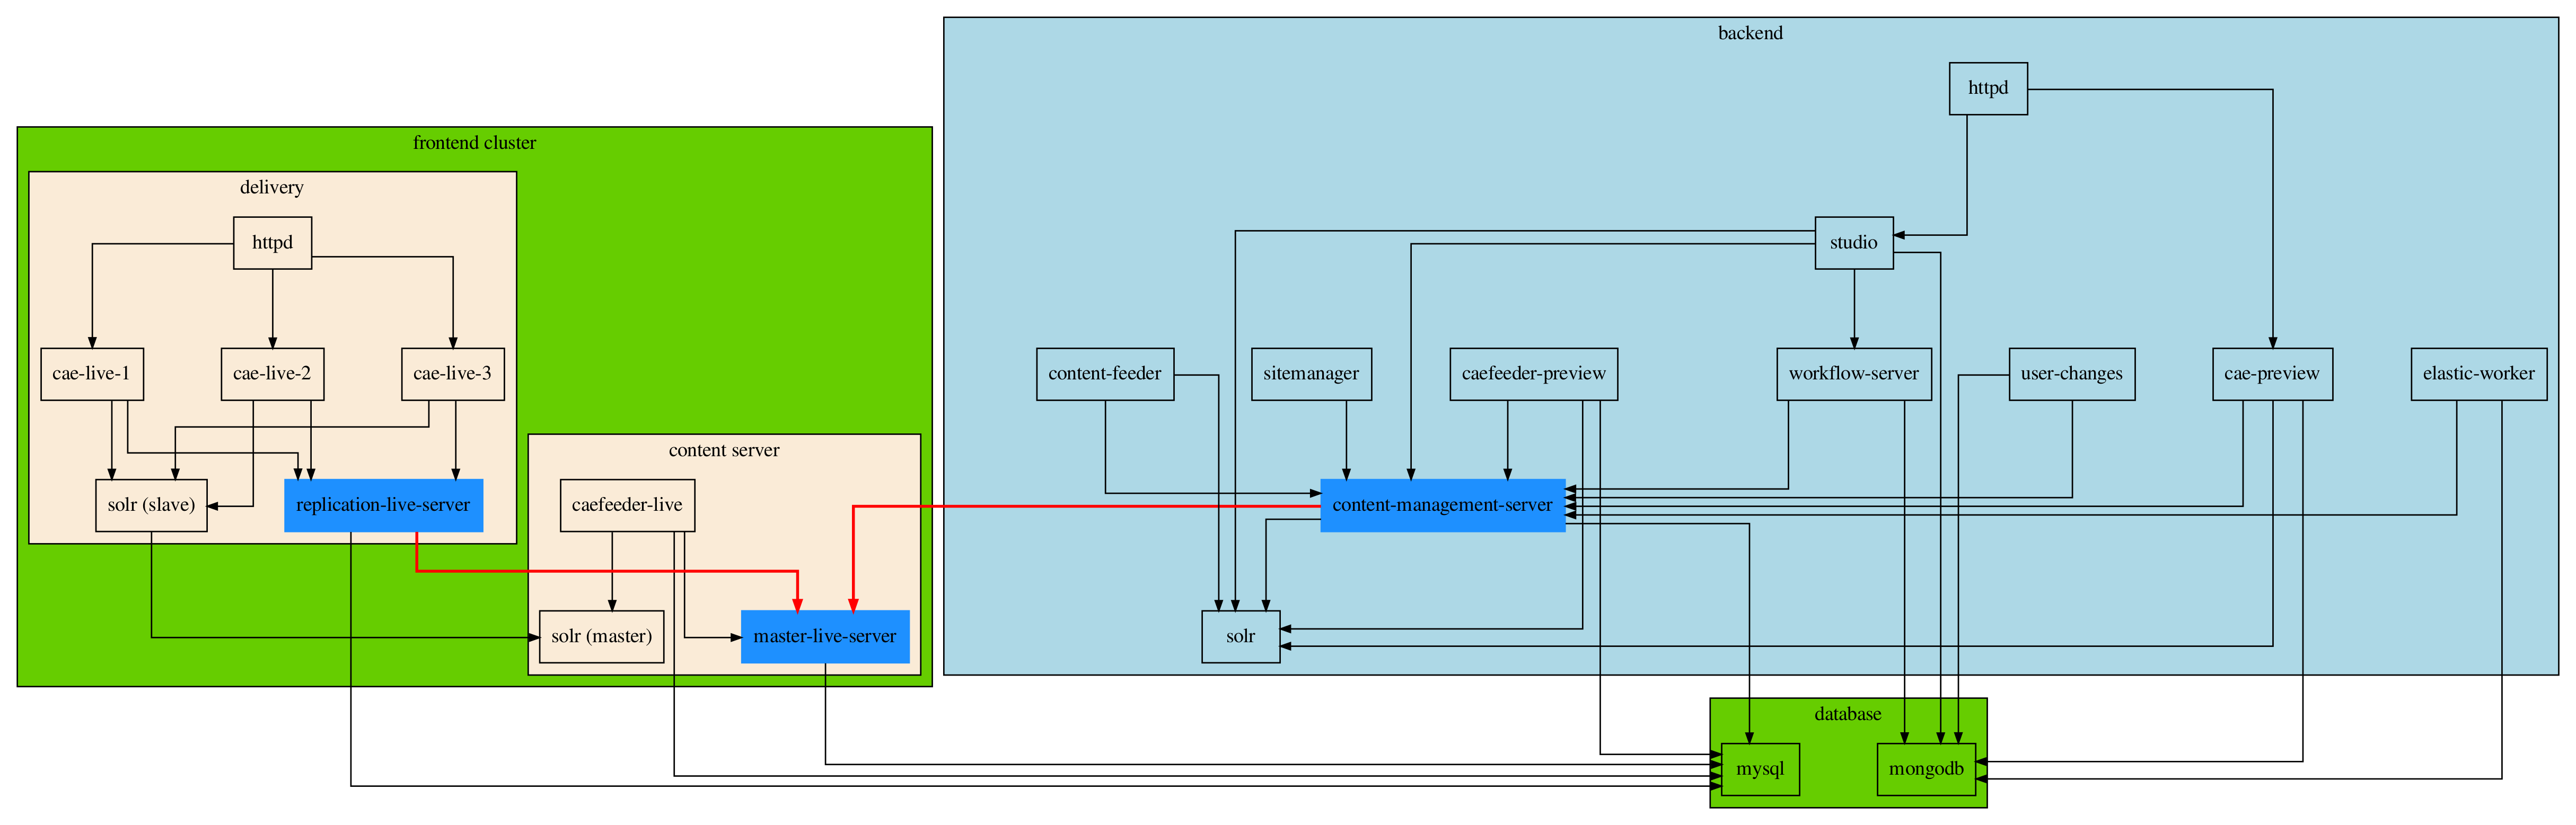 backend
httpd
frontend cluster
delivery
httpd
studio
cae-live-1
cae-live-2
cae-live-3
content-feeder
sitemanager
caefeeder-preview
workflow-server
user-changes
cae-preview
elastic-worker
content server
solr (slave)
replication-live-server
caefeeder-live
content-management-server
solr (master)
master-live-server
solr
database
mysql
mongodb